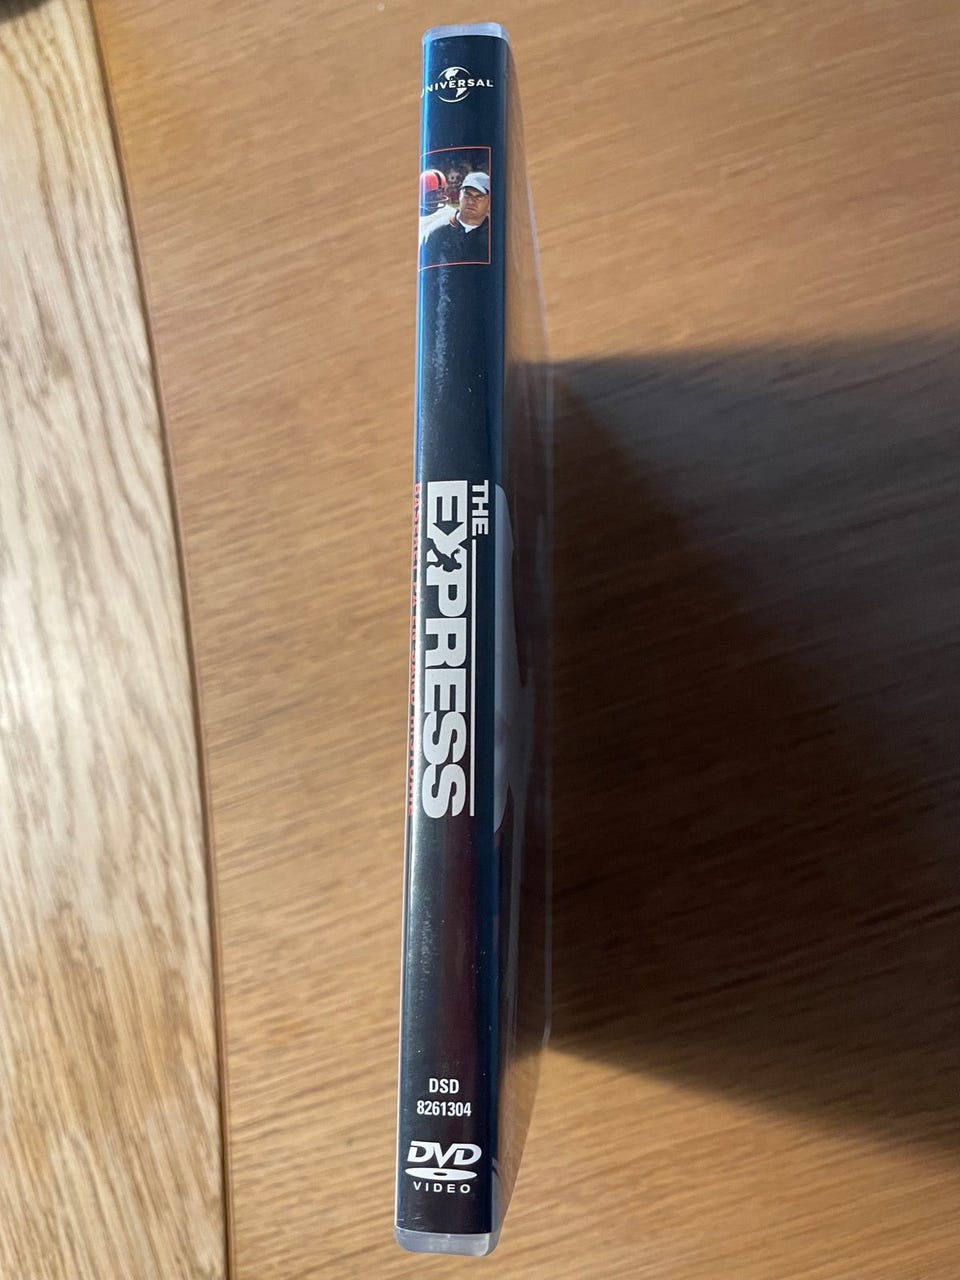 UNIVERSAL
THE
EXPRESS
DSD
8261304
DVD
VIDEO